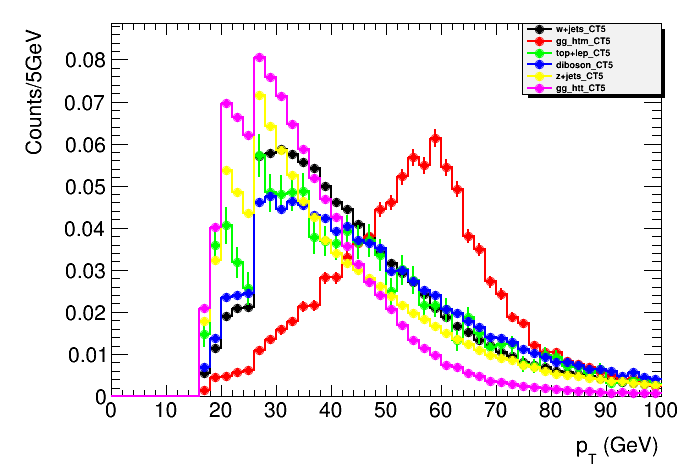 Counts/5GeV
0.08
0.07
0.06
0.05
0.04
0.03
0.02
0.01
0
w+jets_CT5
gg_htm_CT5
top+lep_CT5
diboson_CT5
z+jets_CT5
gg_htt_CT5
0 10 20 30 40 50 60 70 80 90 100
p_T (GeV)